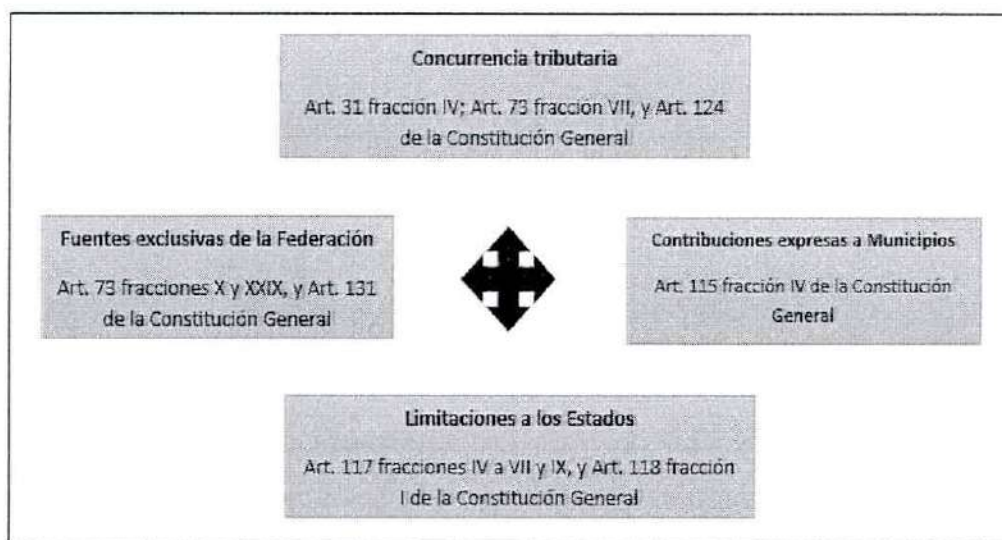 Concurrencia tributaria
Art. 31 fracción IV; Art. 73 fracción VII, y Art. 124
de la Constitución General
Fuentes exclusivas de la Federación
Art. 73 fracciones X y XXIX, y Art. 131
de la Constitución General
Contribuciones expresas a Municipios
Art. 115 fracción IV de la Constitución
General
Limitaciones a los Estados
Art. 117 fracciones IV a VII y IX, y Art. 118 fracción
I de la Constitución General